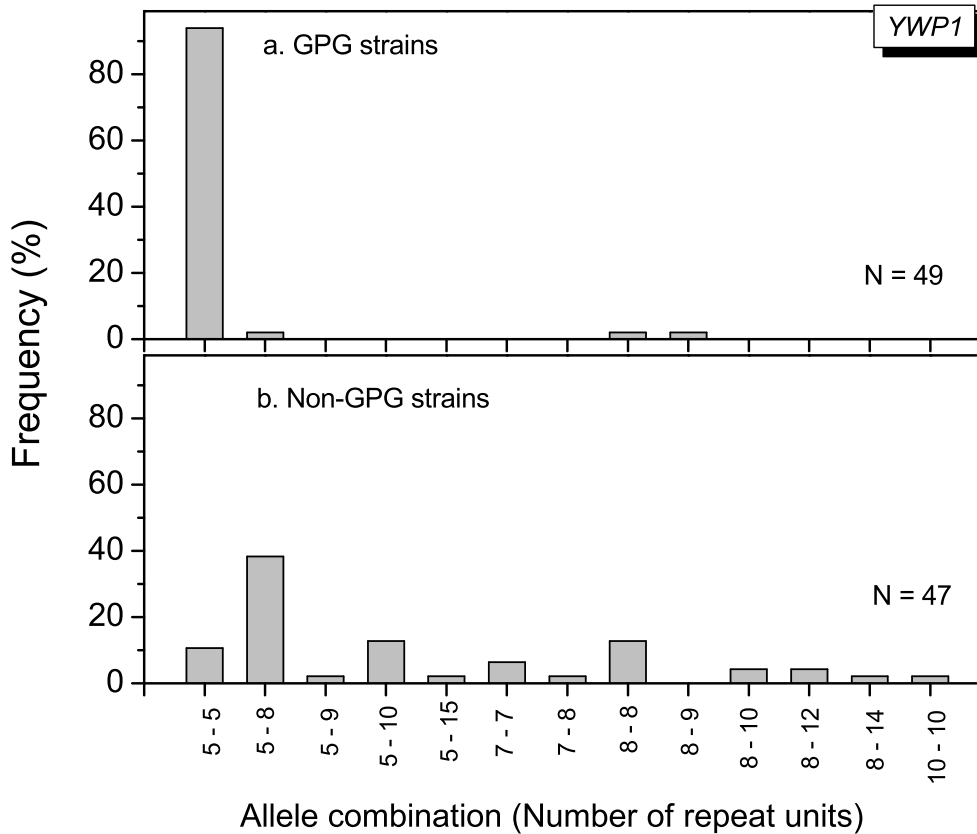 YWP1
a. GPG strains
80
60
40
20
0
N = 49
b. Non-GPG strains
80
60
40
20
0
N = 47
Frequency (%)
5 - 5
5 - 8
5 - 9
5 - 10
5 - 15
7 - 7
7 - 8
8 - 8
8 - 9
8 - 10
8 - 12
8 - 14
10 - 10
Allele combination (Number of repeat units)